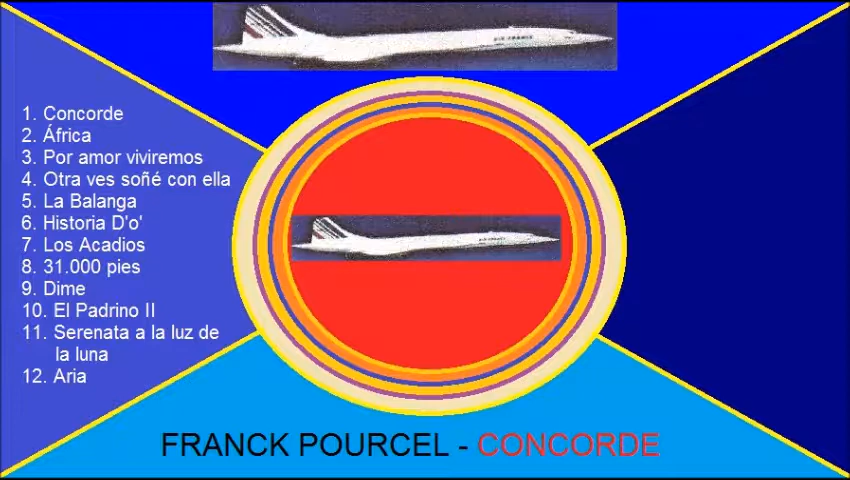 AIR FRANCE
1. Concorde
2. África
3. Por amor viviremos
4. Otra ves soñé con ella
5. La Balanga
6. Historia D'o'
7. Los Acadios
8. 31.000 pies
9. Dime
10. El Padrino II
11. Serenata a la luz de
la luna
12. Aria
FRANCK POURCEL - CONCORDE